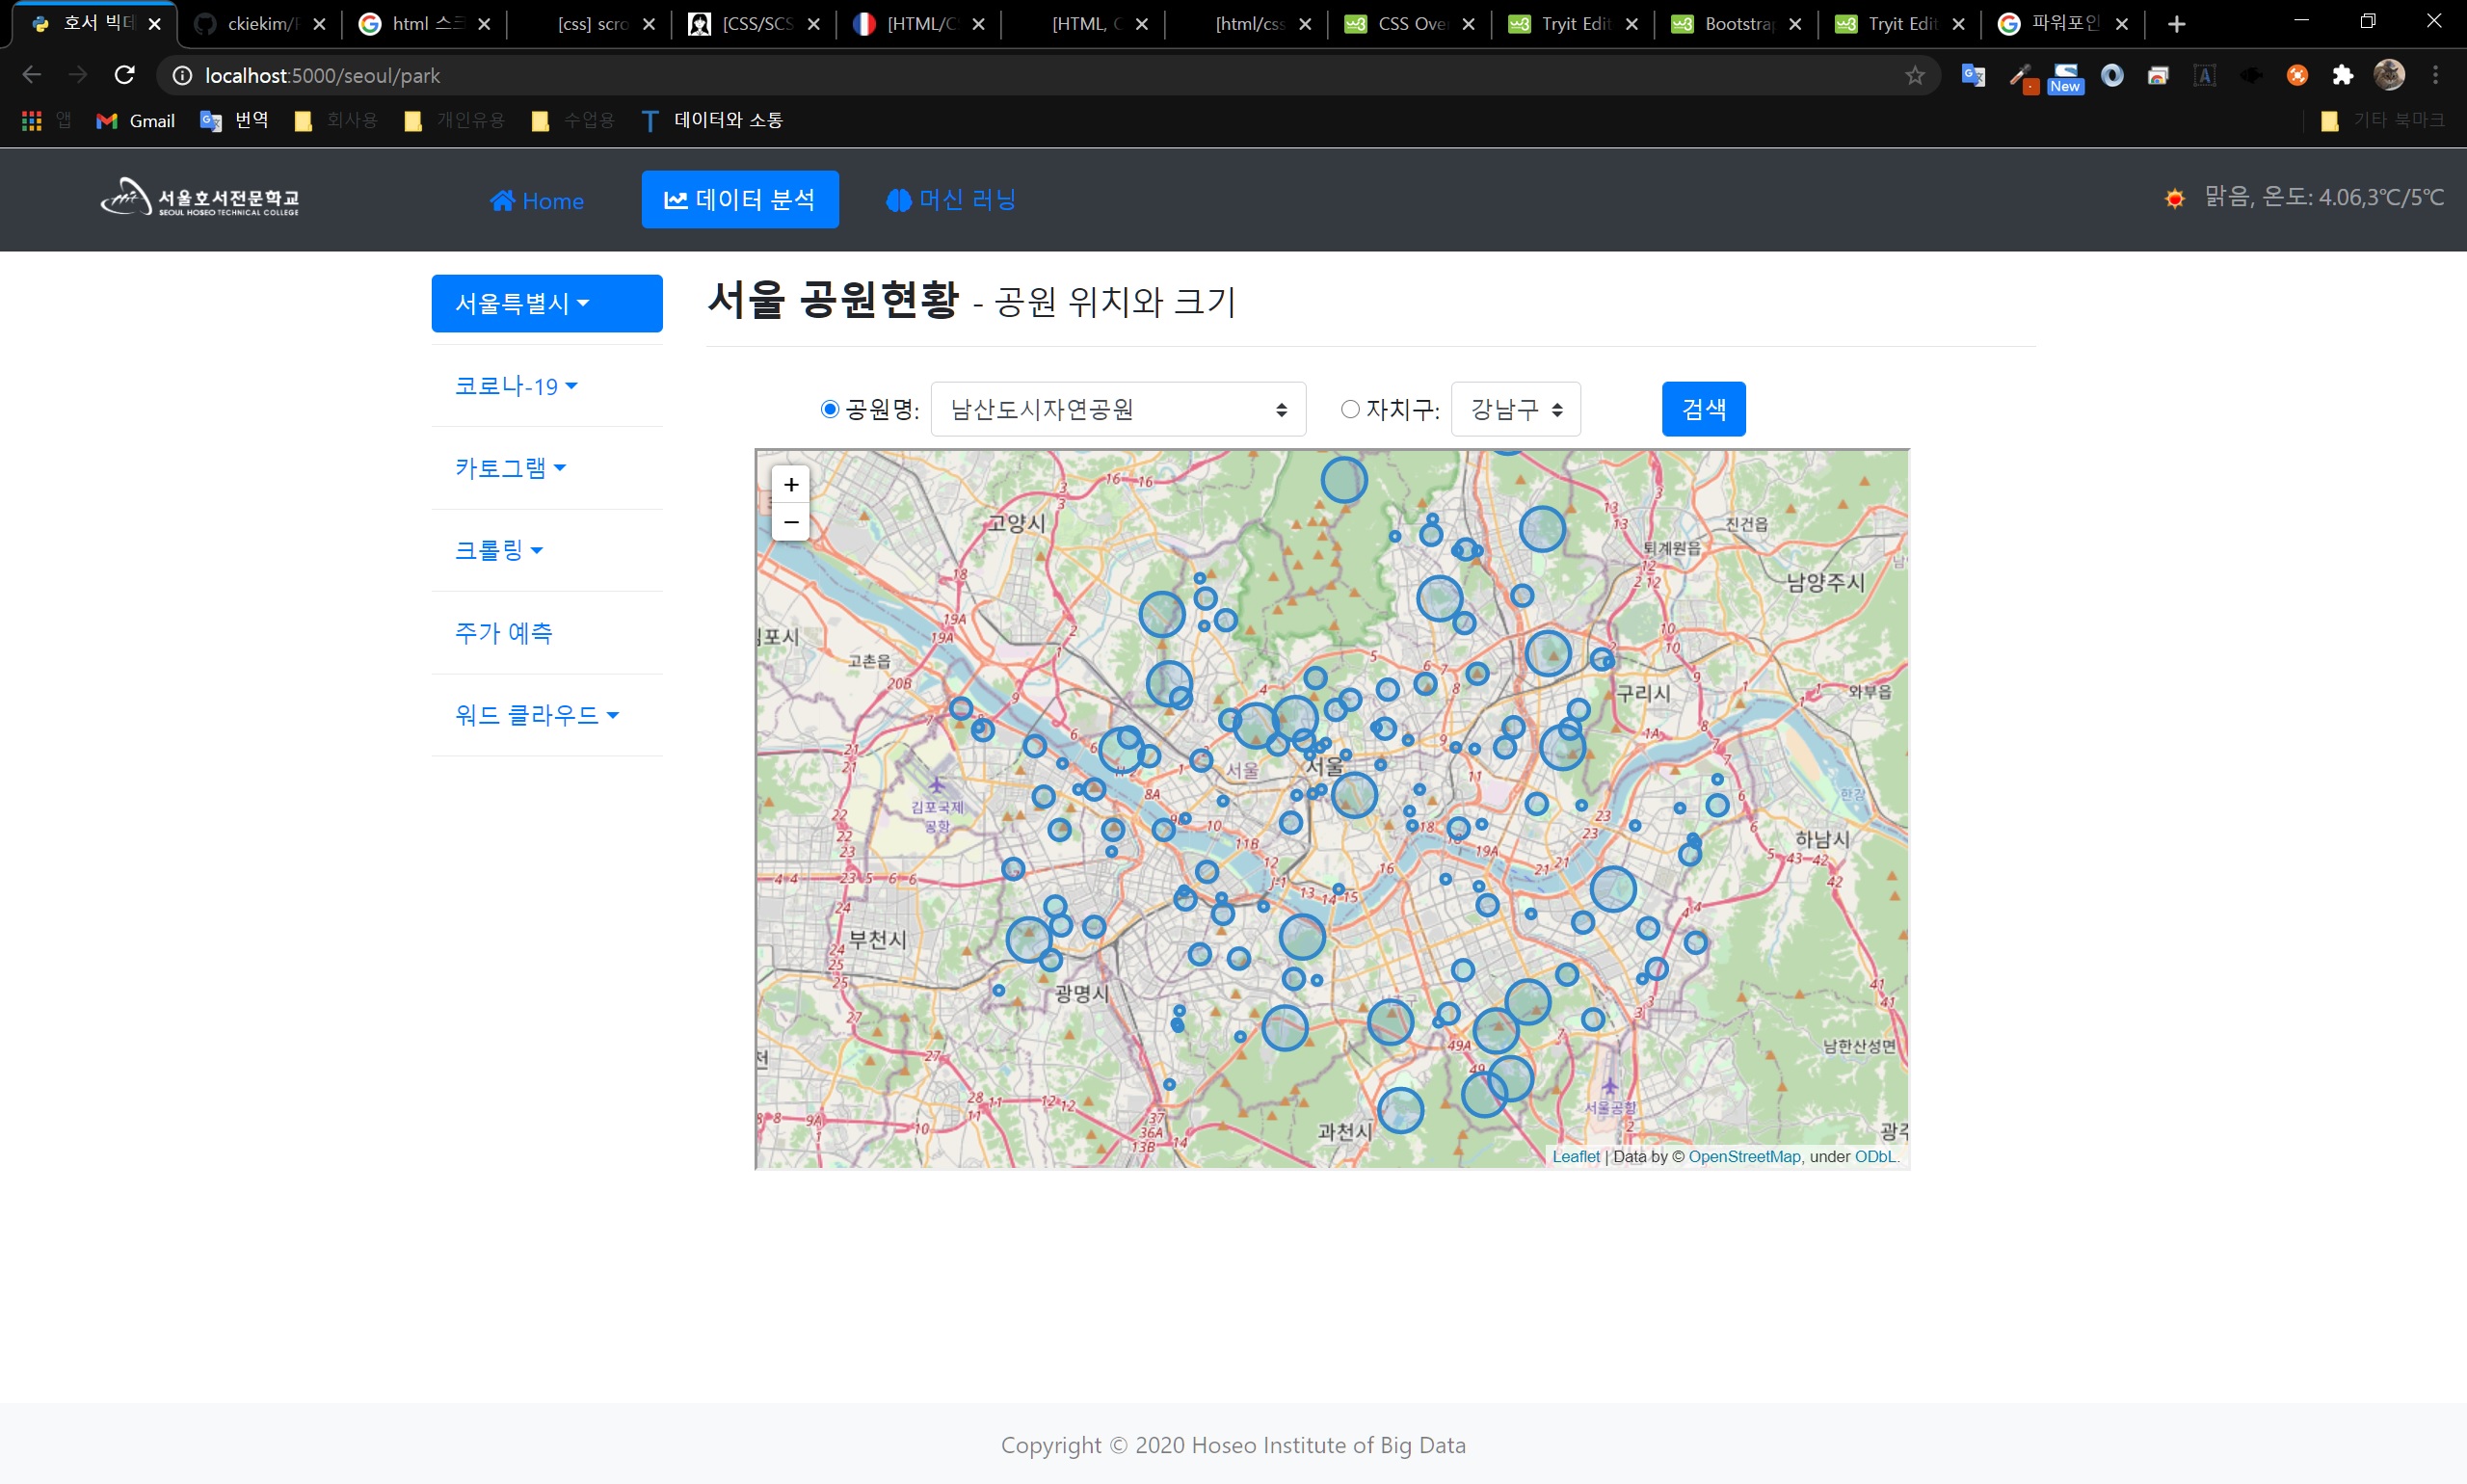 호서 빅데
ckiekim/
html 스크
[css] scro
[CSS/SCS
[HTML/C
[HTML, C
[html/css
CSS Ove
Tryit Edit
Bootstrap
Tryit Edit
파워포인
localhost:5000/seoul/park
New
앱
Gmail
번역
회사용
개인유용
수업용
데이터와 소통
기타 북마크
서울호서전문학교
SEOUL HOSEO TECHNICAL COLLEGE
Home
데이터 분석
머신 러닝
맑음, 온도: 4.06,3℃/5℃
서울특별시
코로나-19
카토그램
크롤링
주가 예측
워드 클라우드
서울 공원현황 - 공원 위치와 크기
공원명: 남산도시자연공원 자치구: 강남구 검색
+
−
고양시
진건읍
퇴계원읍
남양주시
고촌읍
구리시
와부읍
서울
서울
김포국제
공항
한강
하남시
부천시
광명시
남한산성면
서울공항
과천시
Leaflet | Data by © OpenStreetMap, under ODbL.
Copyright © 2020 Hoseo Institute of Big Data